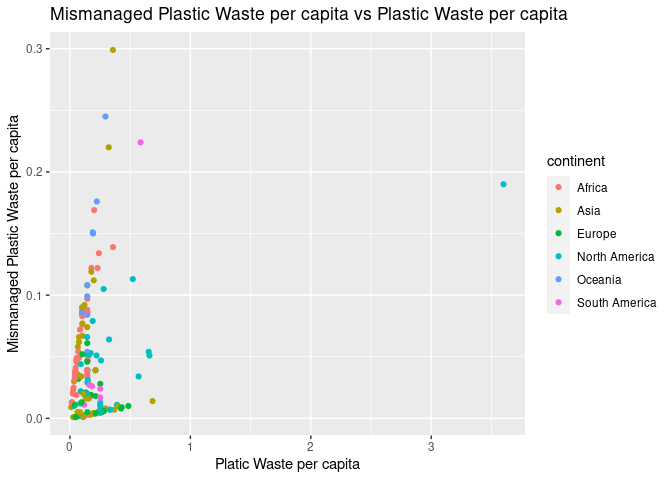 Mismanaged Plastic Waste per capita vs Plastic Waste per capita
0.3
0.2
0.1
0.0
Mismanaged Plastic Waste per capita
0 1 2 3
Platic Waste per capita
continent
Africa
Asia
Europe
North America
Oceania
South America